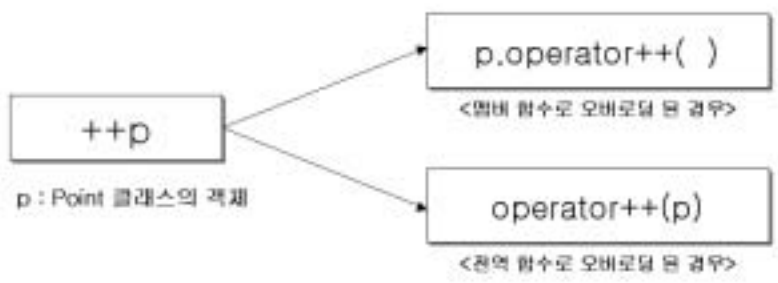 p.operator++( )
<멤버 함수로 오버로딩 된 경우>
++p
p : Point 클래스의 객체
operator++(p)
<전역 함수로 오버로딩 된 경우>